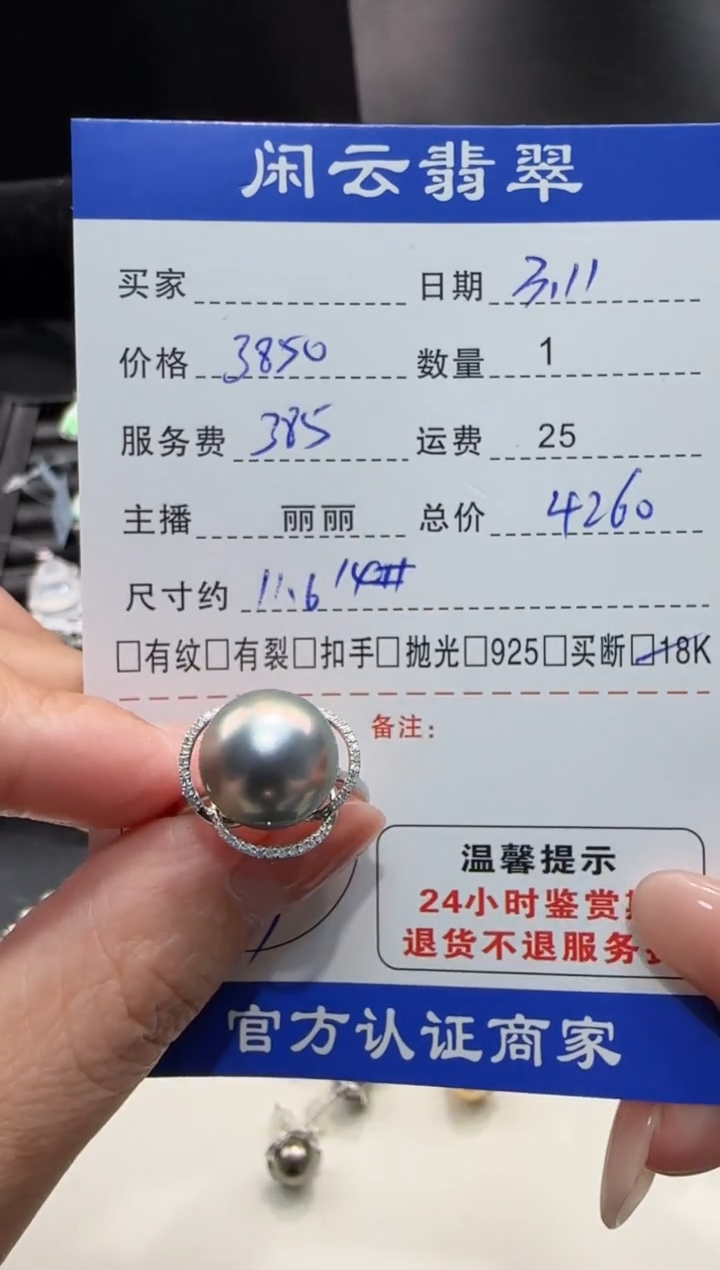 闲云翡翠
买家 日期 3.11
价格 3850 数量 1
服务费 385 运费 25
主播 丽丽 总价 4260
尺寸约 11.6 14#
□有纹□有裂□扣手□抛光□925□买断□18K
备注：
温馨提示
24小时鉴赏
退货不退服务
官方认证商家